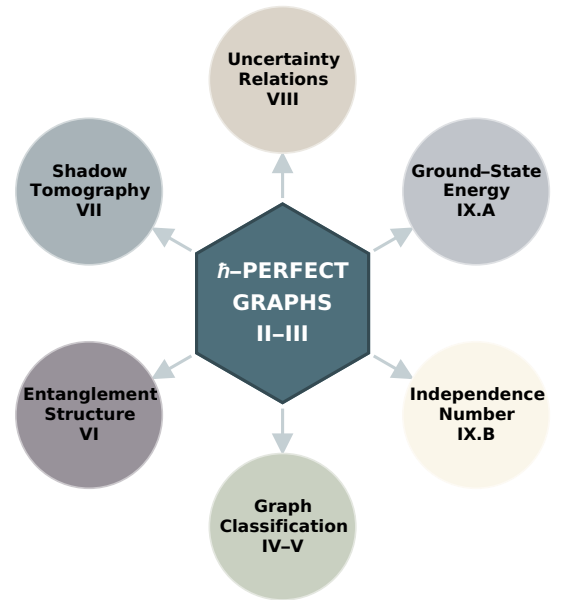 Uncertainty
Relations
VIII
Shadow
Tomography
VII
Ground–State
Energy
IX.A
ℏ–PERFECT
GRAPHS
II–III
Entanglement
Structure
VI
Independence
Number
IX.B
Graph
Classification
IV–V